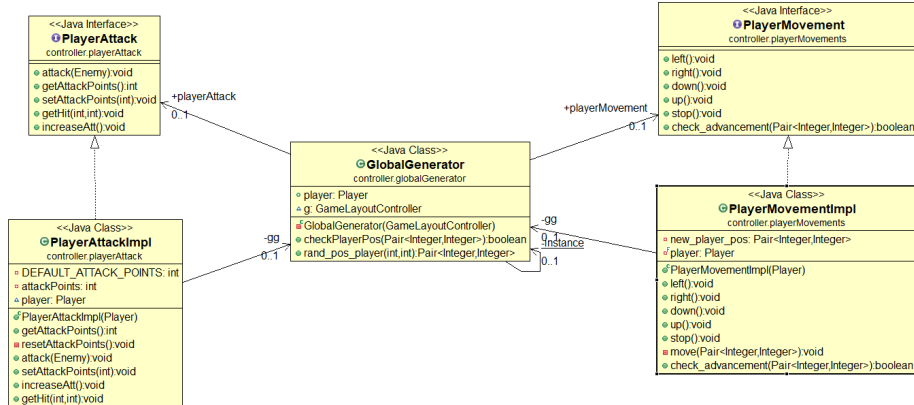 <<Java Interface>>
PlayerAttack
controller.playerAttack
attack(Enemy):void
getAttackPoints():int
setAttackPoints(int):void
getHit(int,int):void
increaseAtt():void
<<Java Interface>>
PlayerMovement
controller.playerMovements
left():void
right():void
down():void
up():void
stop():void
check_advancement(Pair<Integer,Integer>):boolean
+playerAttack
0..1
+playerMovement
0..1
<<Java Class>>
GlobalGenerator
controller.globalGenerator
player: Player
g: GameLayoutController
GlobalGenerator(GameLayoutController)
checkPlayerPos(Pair<Integer,Integer>):boolean
rand_pos_player(int,int):Pair<Integer,Integer>
-gg
0..1
-gg
0..1
-instance
0..1
<<Java Class>>
PlayerAttackImpl
controller.playerAttack
DEFAULT_ATTACK_POINTS: int
attackPoints: int
player: Player
PlayerAttackImpl(Player)
getAttackPoints():int
resetAttackPoints():void
attack(Enemy):void
setAttackPoints(int):void
increaseAtt():void
getHit(int,int):void
<<Java Class>>
PlayerMovementImpl
controller.playerMovements
new_player_pos: Pair<Integer,Integer>
player: Player
PlayerMovementImpl(Player)
left():void
right():void
down():void
up():void
stop():void
move(Pair<Integer,Integer>):void
check_advancement(Pair<Integer,Integer>):boolean